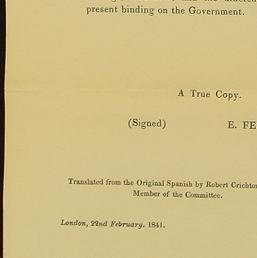 present binding on the Government.
A True Copy.
(Signed) E. FE
Translated from the Original Spanish by Robert Crichto
Member of the Committee.
London, 22nd February, 1841.